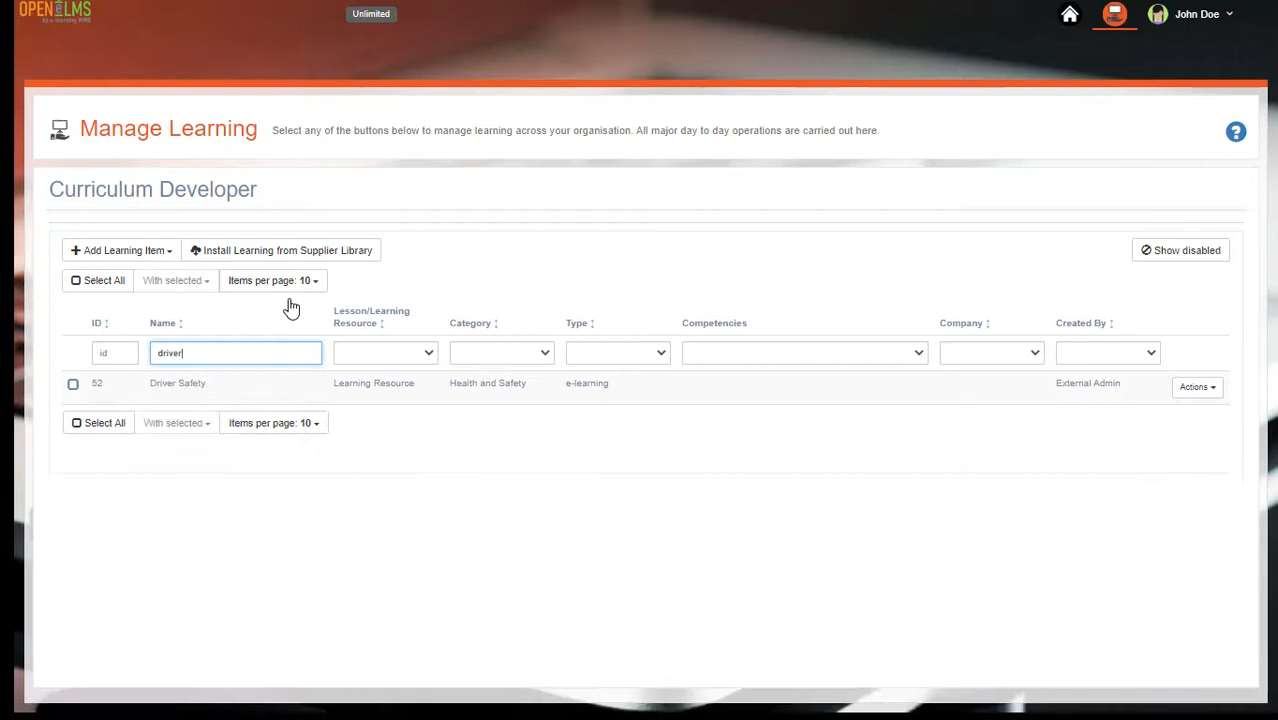 OPEN eLMS
by e-learning WMB
Unlimited
John Doe
Manage Learning
Select any of the buttons below to manage learning across your organisation. All major day to day operations are carried out here.
?
Curriculum Developer
Add Learning Item
Install Learning from Supplier Library
Show disabled
Select All
With selected
Items per page: 10
ID
Name
Lesson/Learning Resource
Category
Type
Competencies
Company
Created By
id
driver
52
Driver Safety
Learning Resource
Health and Safety
e-learning
External Admin
Actions
Select All
With selected
Items per page: 10